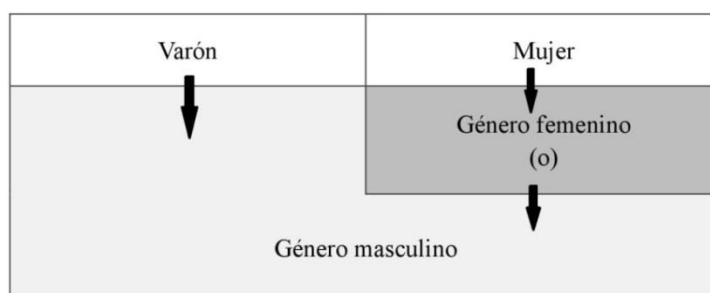 Varón
Mujer
Género femenino
(o)
Género masculino